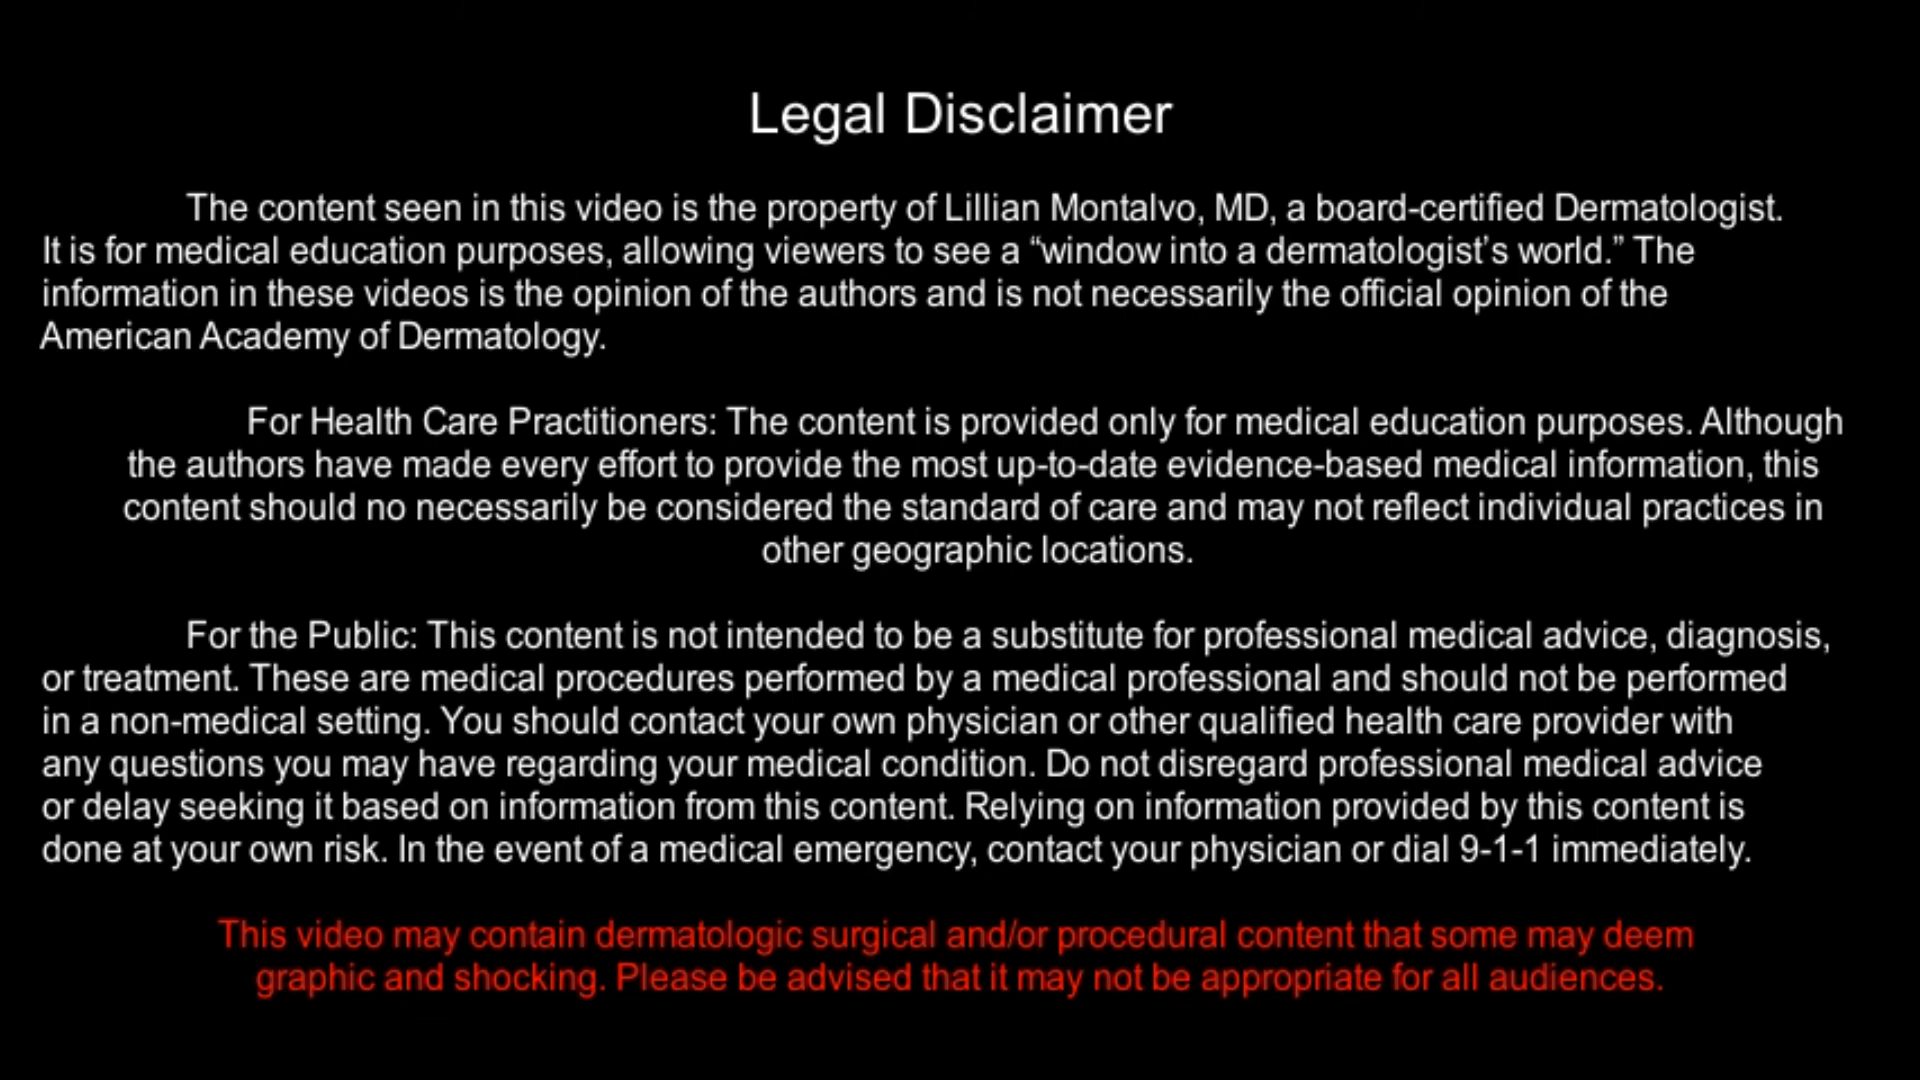 Legal Disclaimer
The content seen in this video is the property of Lillian Montalvo, MD, a board-certified Dermatologist.
It is for medical education purposes, allowing viewers to see a “window into a dermatologist’s world.” The
information in these videos is the opinion of the authors and is not necessarily the official opinion of the
American Academy of Dermatology.
For Health Care Practitioners: The content is provided only for medical education purposes. Although
the authors have made every effort to provide the most up-to-date evidence-based medical information, this
content should no necessarily be considered the standard of care and may not reflect individual practices in
other geographic locations.
For the Public: This content is not intended to be a substitute for professional medical advice, diagnosis,
or treatment. These are medical procedures performed by a medical professional and should not be performed
in a non-medical setting. You should contact your own physician or other qualified health care provider with
any questions you may have regarding your medical condition. Do not disregard professional medical advice
or delay seeking it based on information from this content. Relying on information provided by this content is
done at your own risk. In the event of a medical emergency, contact your physician or dial 9-1-1 immediately.
This video may contain dermatologic surgical and/or procedural content that some may deem
graphic and shocking. Please be advised that it may not be appropriate for all audiences.